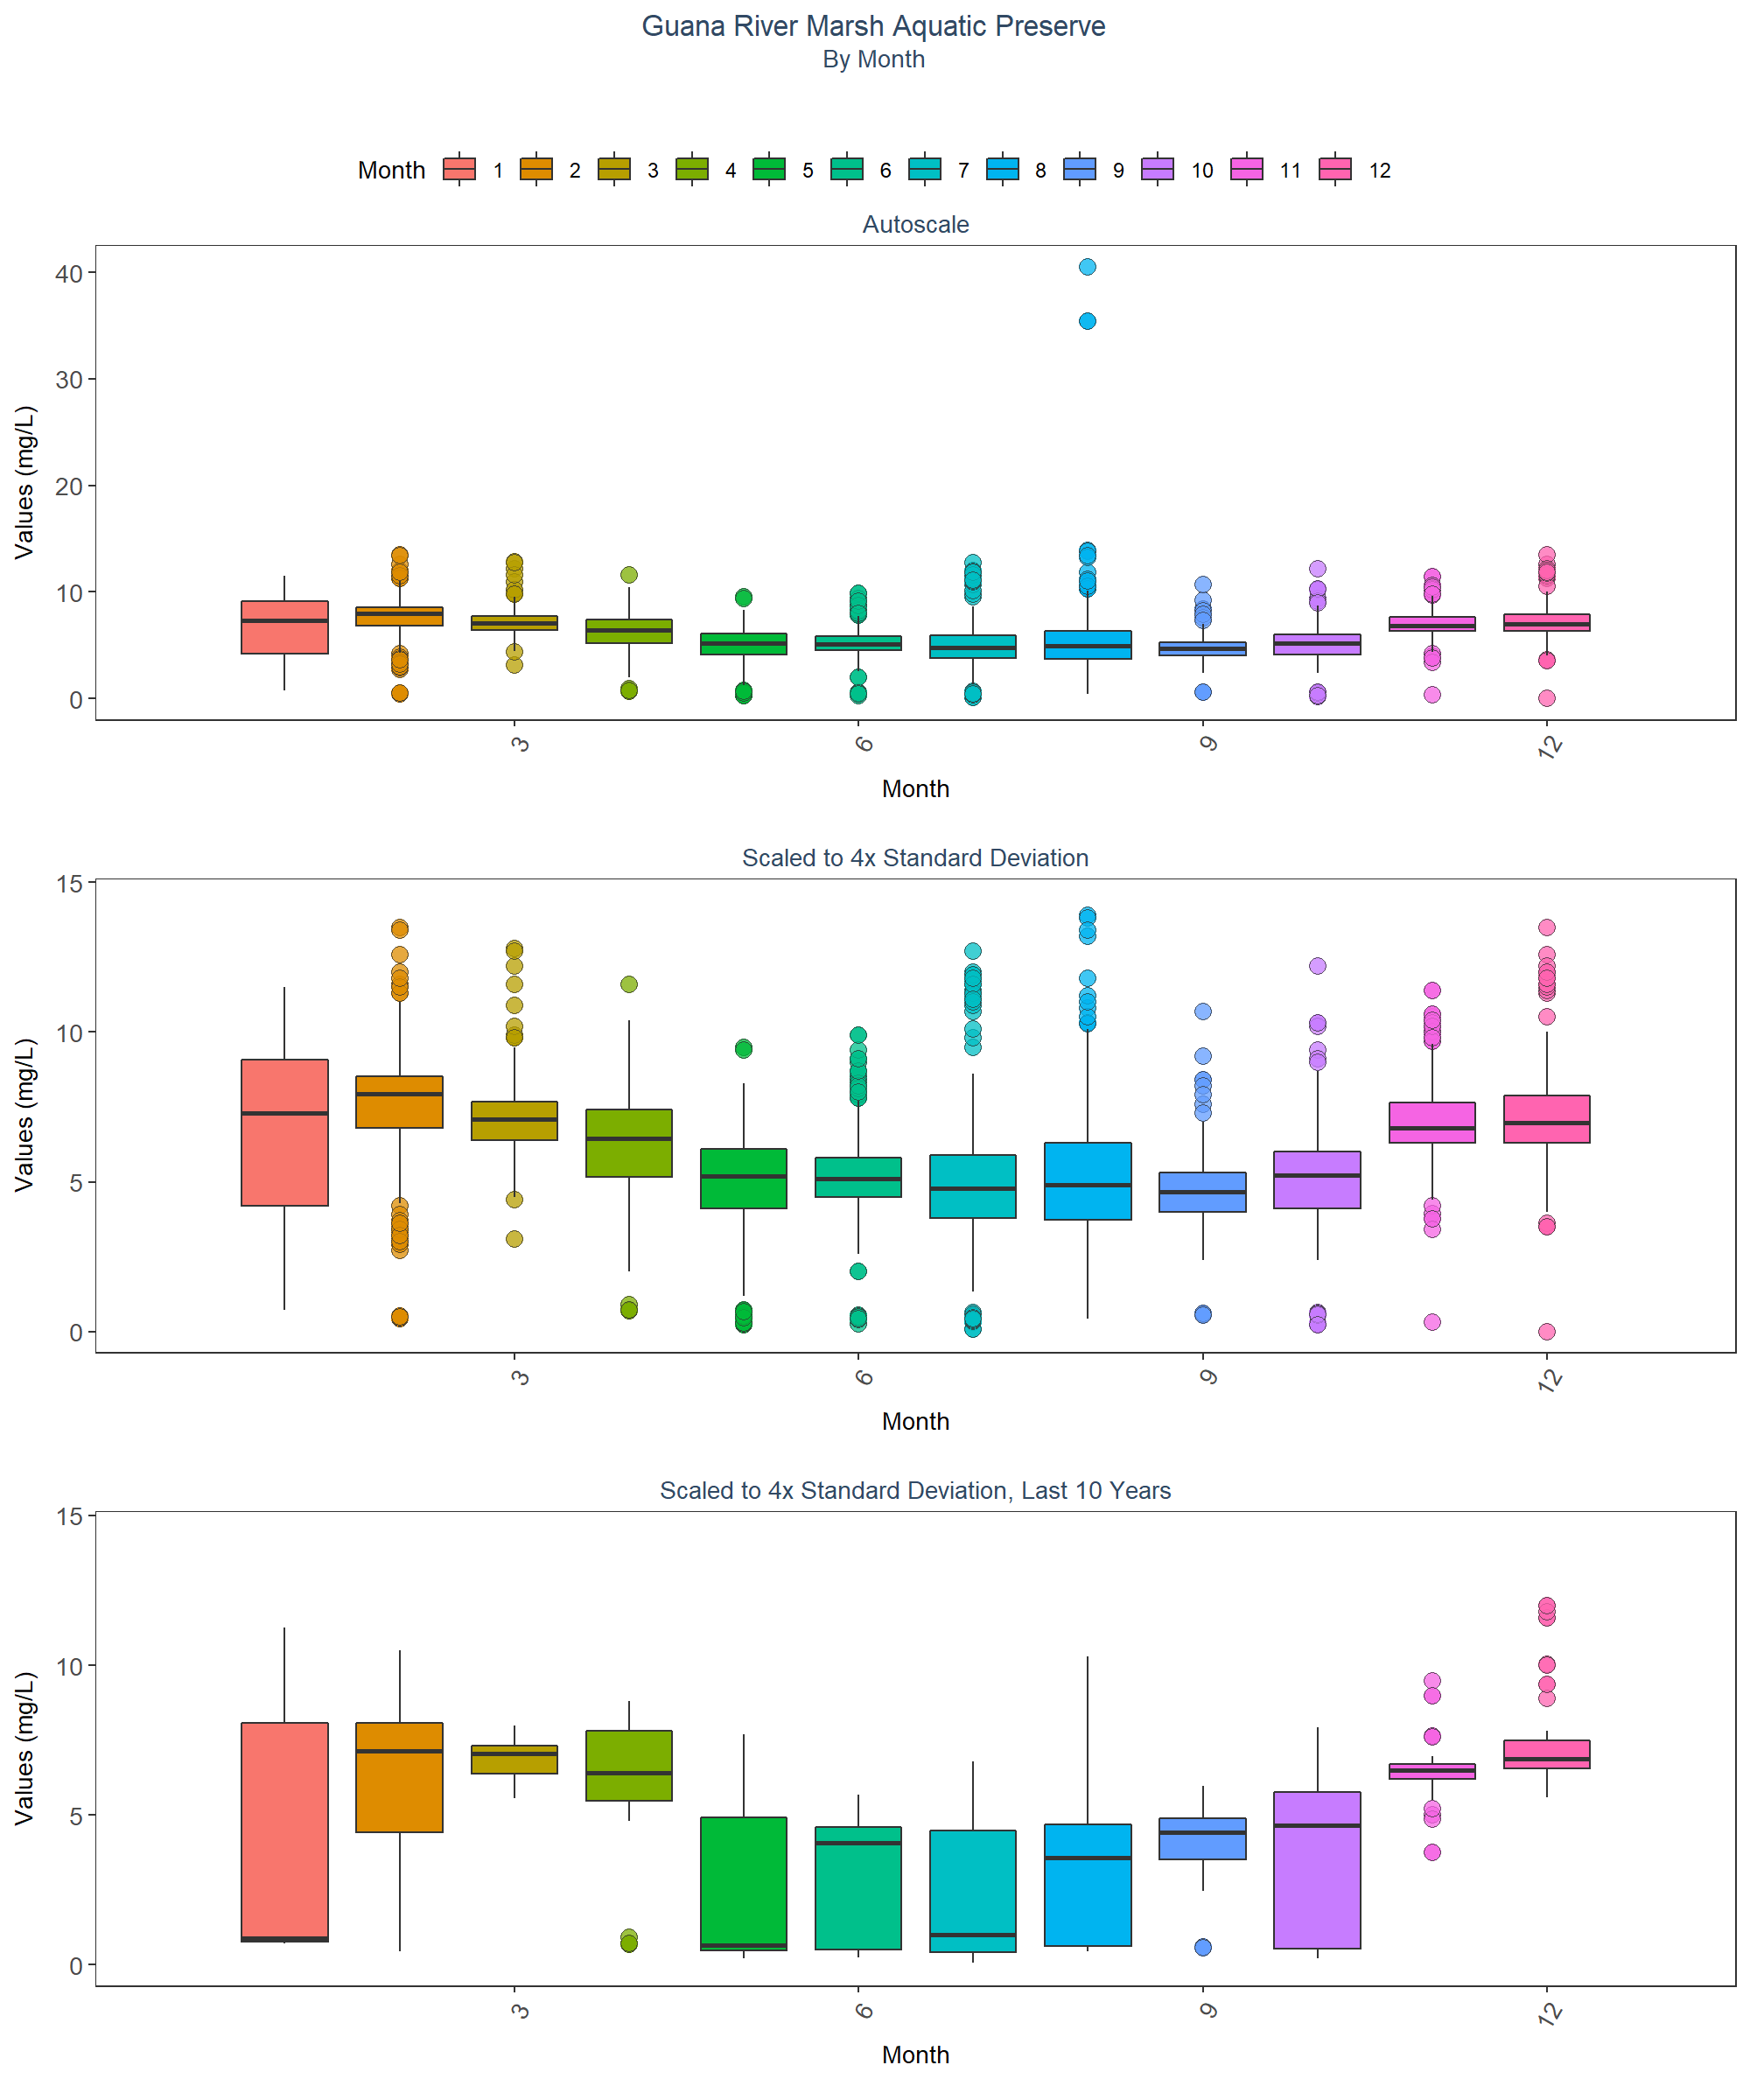 Guana River Marsh Aquatic Preserve
By Month
Month 1 2 3 4 5 6 7 8 9 10 11 12
Autoscale
Values (mg/L)
40
30
20
10
0
3 6 9 12
Month
Scaled to 4x Standard Deviation
Values (mg/L)
15
10
5
0
3 6 9 12
Month
Scaled to 4x Standard Deviation, Last 10 Years
Values (mg/L)
15
10
5
0
3 6 9 12
Month